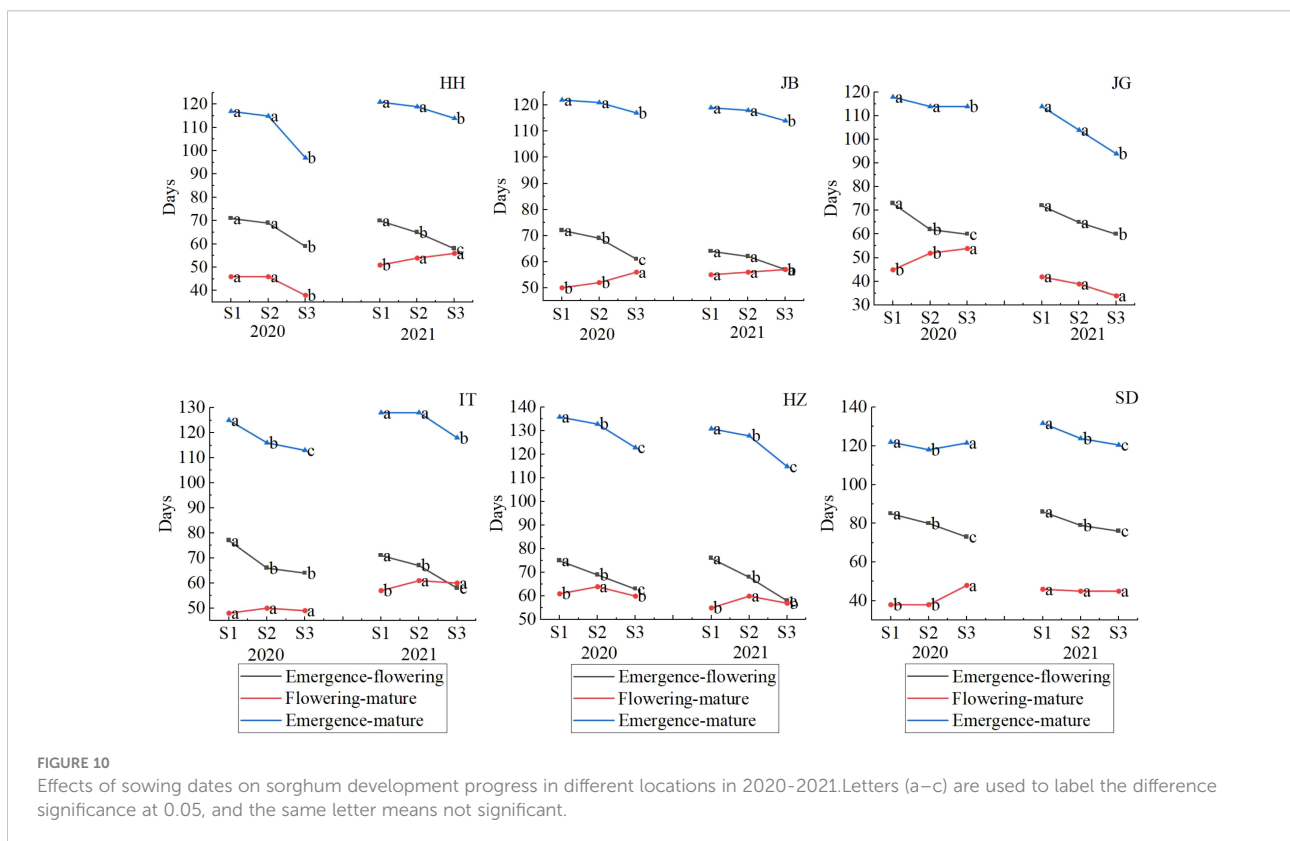 HH
Days
120
110
100
90
80
70
60
50
40
a a b
a a b
a a b
a b c
a a b
b a a
S1 S2 S3 S1 S2 S3
2020 2021
JB
Days
120
110
100
90
80
70
60
50
a a b
a a b
a b c
a a b
b b a
a a a
S1 S2 S3 S1 S2 S3
2020 2021
JG
Days
120
110
100
90
80
70
60
50
40
30
a b b
a a b
a b c
a a b
b a a
a a a
S1 S2 S3 S1 S2 S3
2020 2021
IT
Days
130
120
110
100
90
80
70
60
50
a b c
a a b
a b b
a b c
a a a
b a a
S1 S2 S3 S1 S2 S3
2020 2021
HZ
Days
140
130
120
110
100
90
80
70
60
50
a b c
a b c
a b c
a b c
b a b
b a b
S1 S2 S3 S1 S2 S3
2020 2021
SD
Days
140
120
100
80
60
40
a b a
a b c
a b c
a b c
b b a
a a a
S1 S2 S3 S1 S2 S3
2020 2021
Emergence-flowering
Flowering-mature
Emergence-mature
Emergence-flowering
Flowering-mature
Emergence-mature
Emergence-flowering
Flowering-mature
Emergence-mature
FIGURE 10
Effects of sowing dates on sorghum development progress in different locations in 2020-2021.Letters (a–c) are used to label the difference
significance at 0.05, and the same letter means not significant.